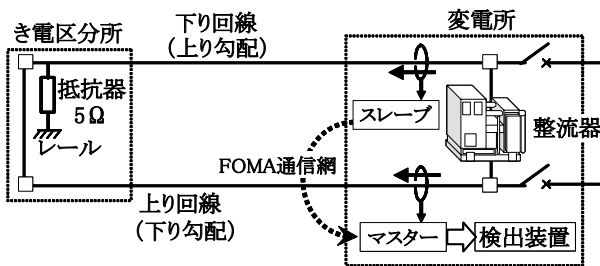 き電区分所
抵抗器
5Ω
レール
下り回線
（上り勾配）
変電所
スレーブ
整流器
FOMA通信網
上り回線
（下り勾配）
マスター
検出装置